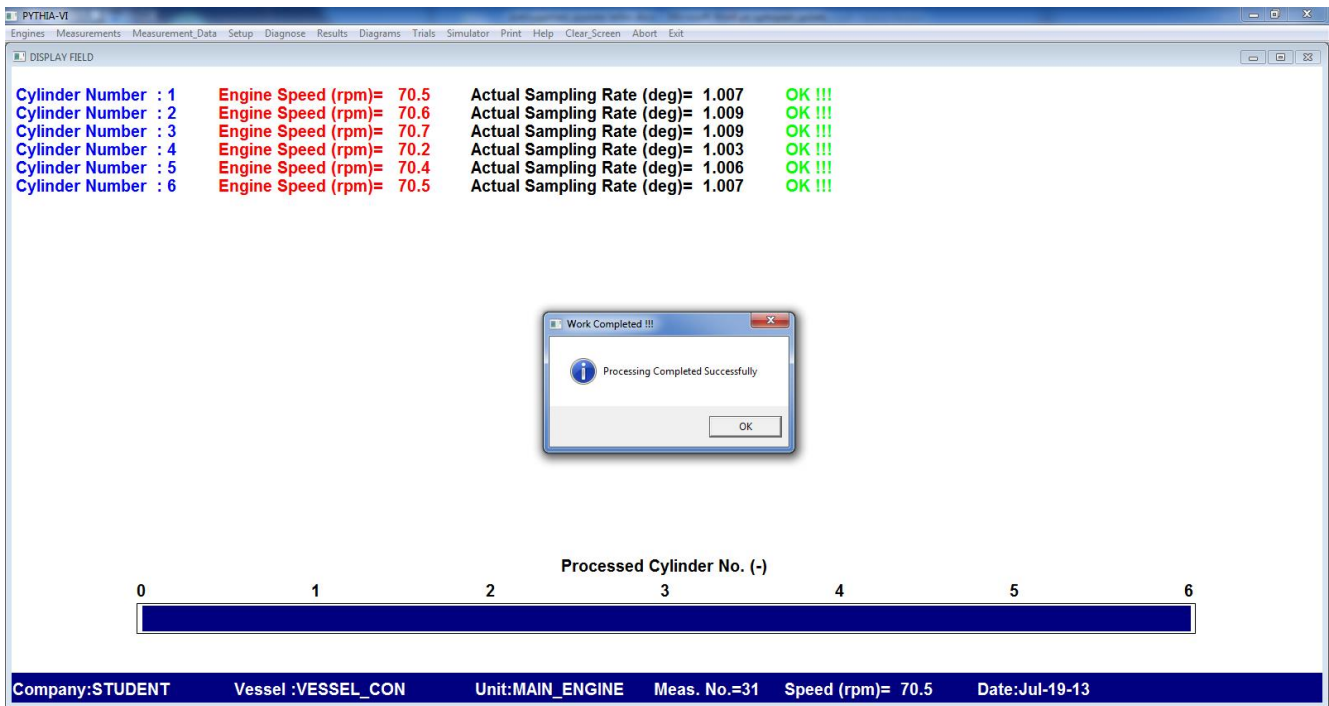 PYTHIA-VI
Engines Measurements Measurement_Data Setup Diagnose Results Diagrams Trials Simulator Print Help Clear_Screen Abort Exit
DISPLAY FIELD
Cylinder Number : 1 Engine Speed (rpm)= 70.5 Actual Sampling Rate (deg)= 1.007 OK !!!
Cylinder Number : 2 Engine Speed (rpm)= 70.6 Actual Sampling Rate (deg)= 1.009 OK !!!
Cylinder Number : 3 Engine Speed (rpm)= 70.7 Actual Sampling Rate (deg)= 1.009 OK !!!
Cylinder Number : 4 Engine Speed (rpm)= 70.2 Actual Sampling Rate (deg)= 1.003 OK !!!
Cylinder Number : 5 Engine Speed (rpm)= 70.4 Actual Sampling Rate (deg)= 1.006 OK !!!
Cylinder Number : 6 Engine Speed (rpm)= 70.5 Actual Sampling Rate (deg)= 1.007 OK !!!
Work Completed !!!
Processing Completed Successfully
OK
Processed Cylinder No. (-)
0 1 2 3 4 5 6
Company:STUDENT Vessel :VESSEL_CON Unit:MAIN_ENGINE Meas. No.=31 Speed (rpm)= 70.5 Date:Jul-19-13